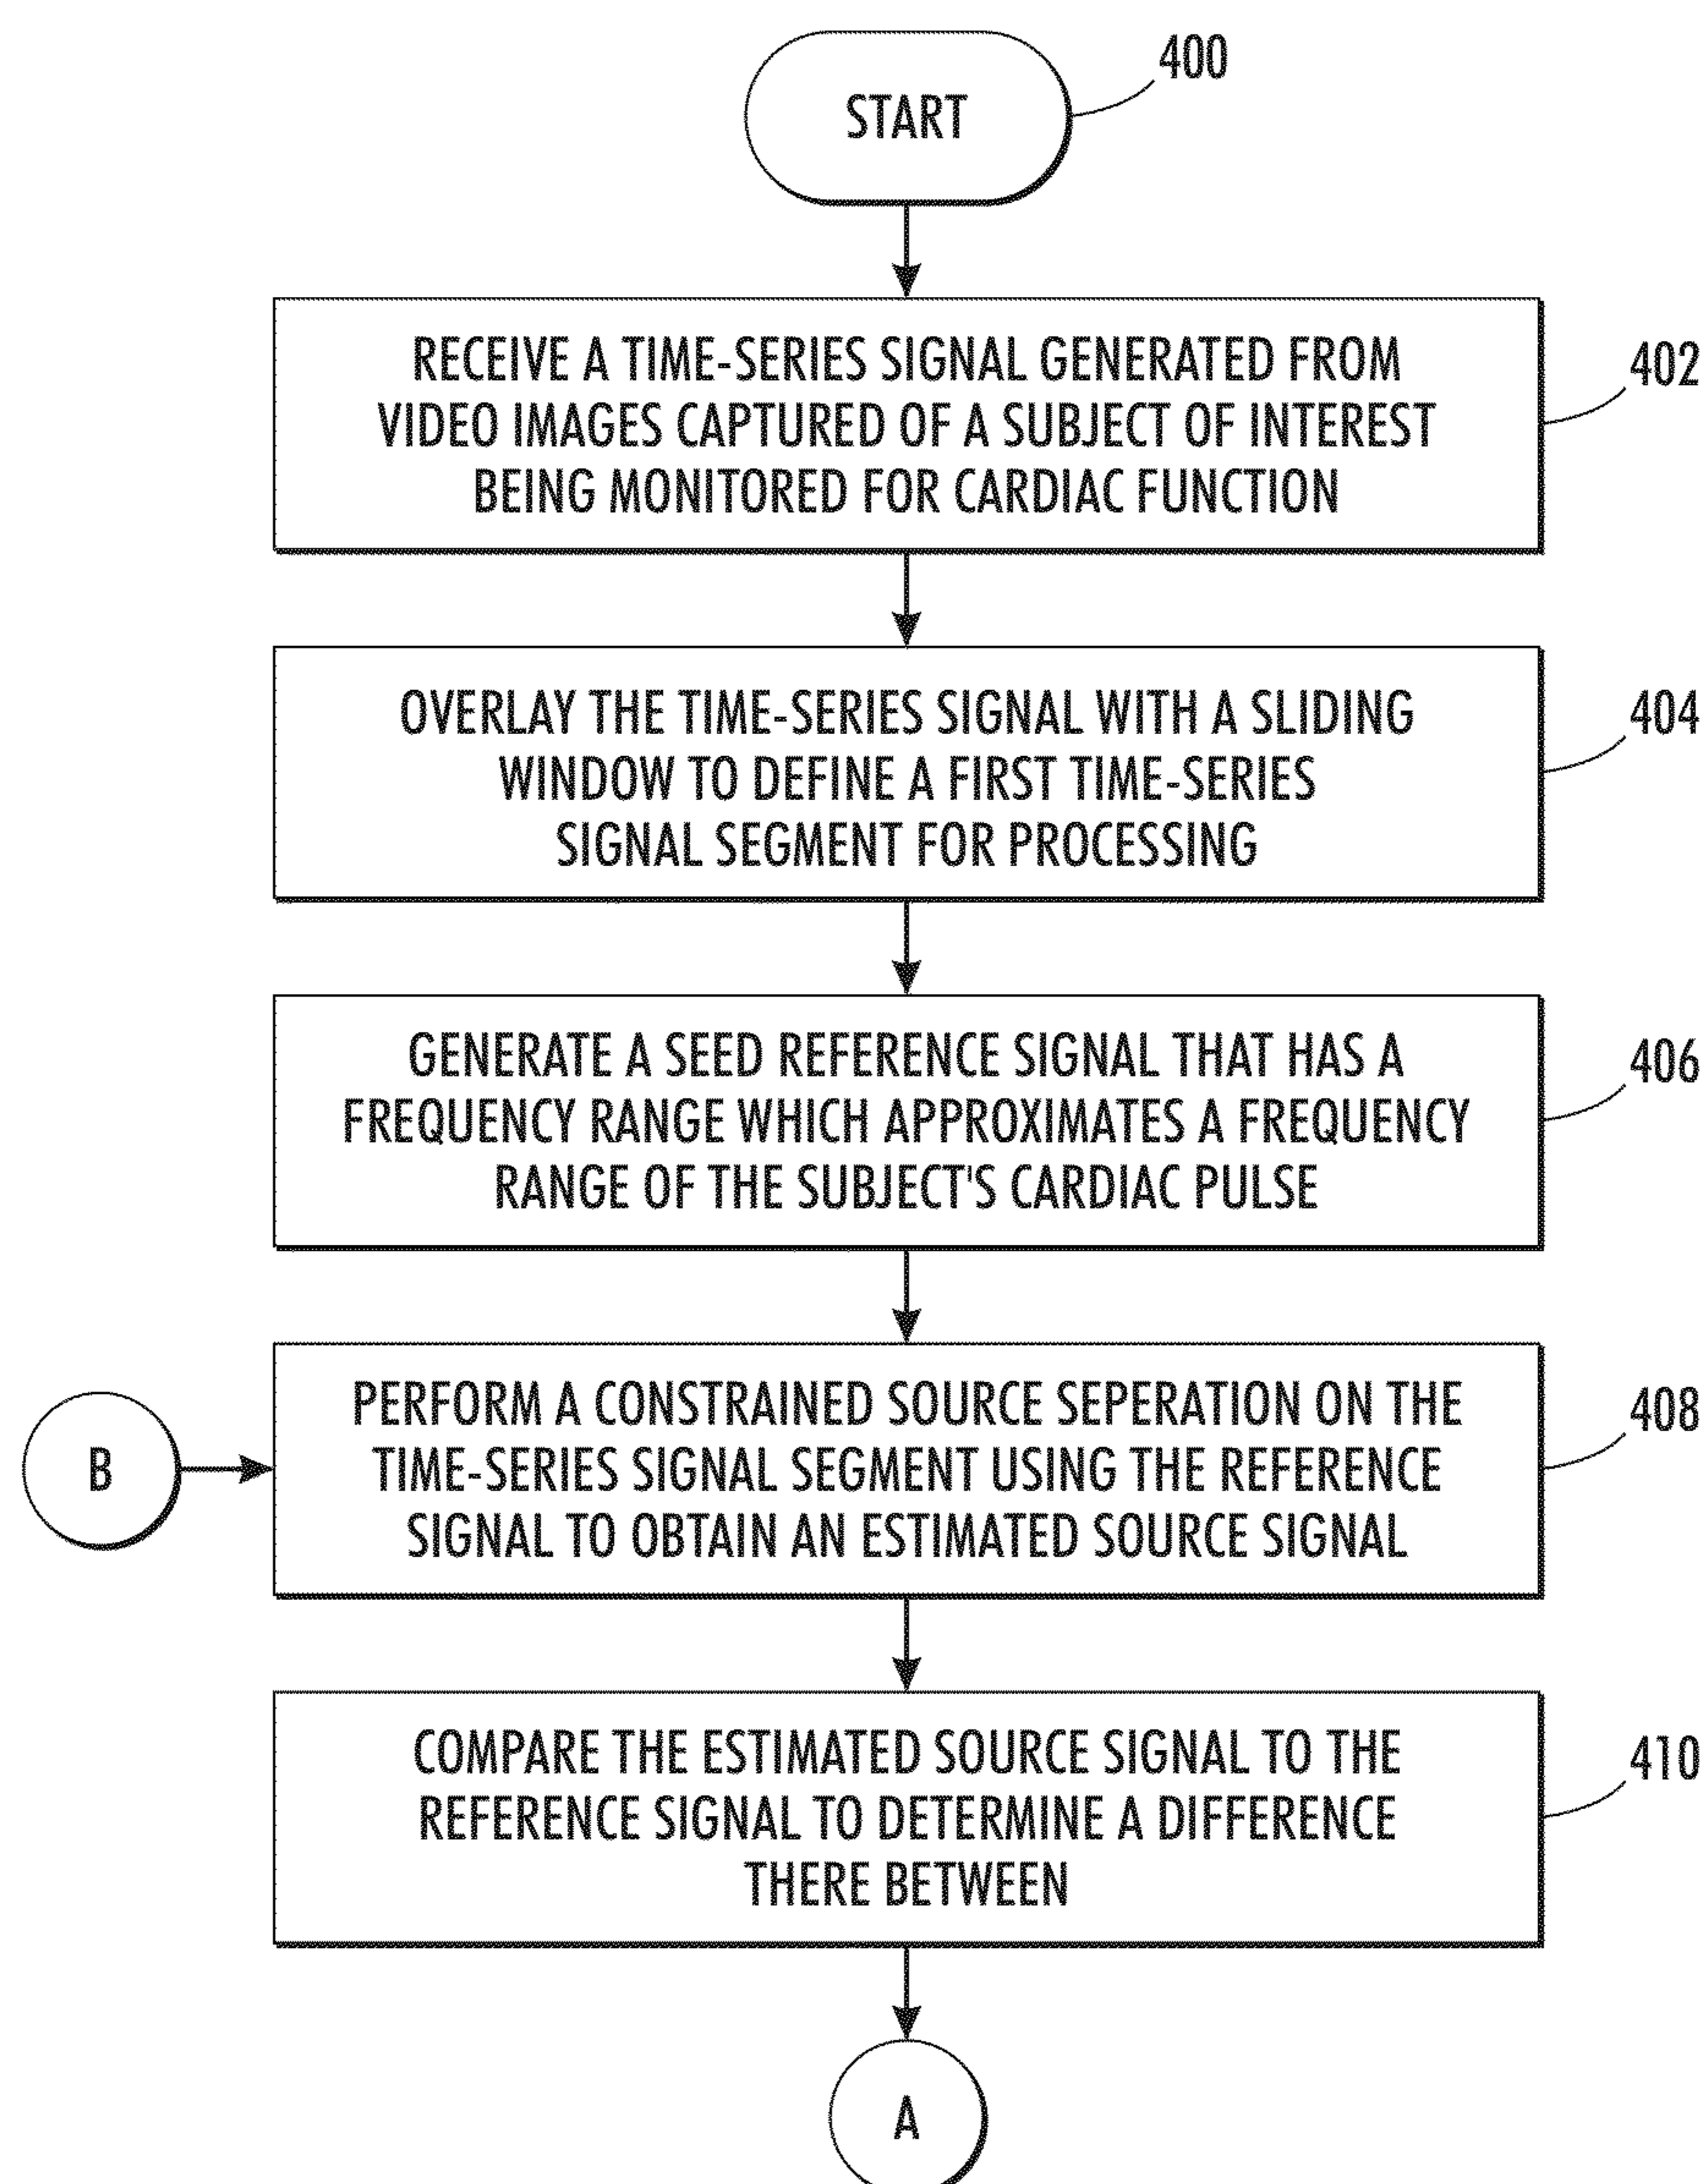 START
400
RECEIVE A TIME-SERIES SIGNAL GENERATED FROM
VIDEO IMAGES CAPTURED OF A SUBJECT OF INTEREST
BEING MONITORED FOR CARDIAC FUNCTION
402
OVERLAY THE TIME-SERIES SIGNAL WITH A SLIDING
WINDOW TO DEFINE A FIRST TIME-SERIES
SIGNAL SEGMENT FOR PROCESSING
404
GENERATE A SEED REFERENCE SIGNAL THAT HAS A
FREQUENCY RANGE WHICH APPROXIMATES A FREQUENCY
RANGE OF THE SUBJECT'S CARDIAC PULSE
406
B
PERFORM A CONSTRAINED SOURCE SEPERATION ON THE
TIME-SERIES SIGNAL SEGMENT USING THE REFERENCE
SIGNAL TO OBTAIN AN ESTIMATED SOURCE SIGNAL
408
COMPARE THE ESTIMATED SOURCE SIGNAL TO THE
REFERENCE SIGNAL TO DETERMINE A DIFFERENCE
THERE BETWEEN
410
A